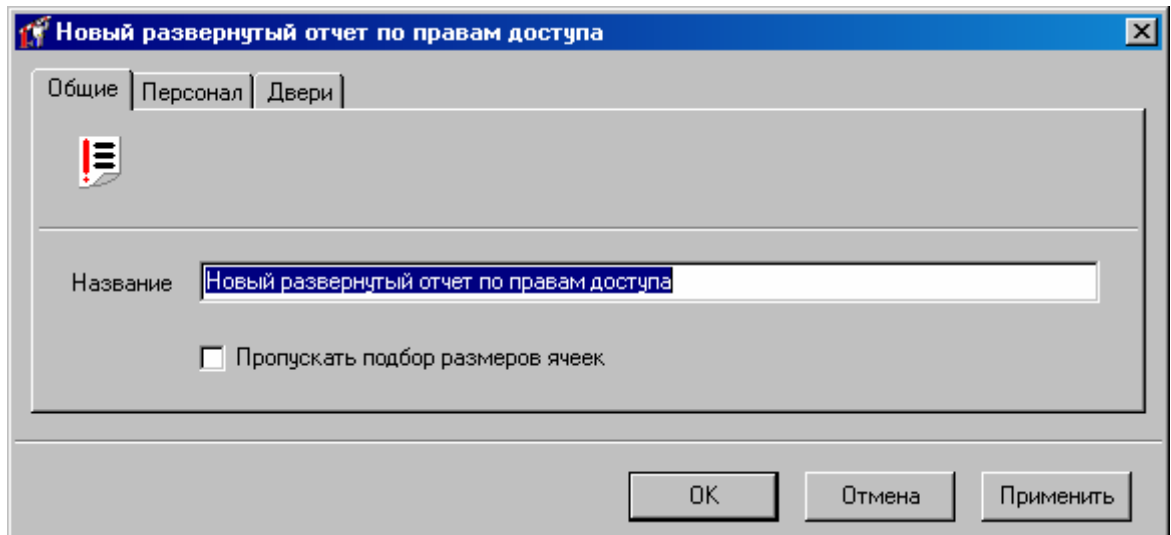 Новый развернутый отчет по правам доступа
Общие Персонал Двери
Название Новый развернутый отчет по правам доступа
Пропускать подбор размеров ячеек
OK Отмена Применить